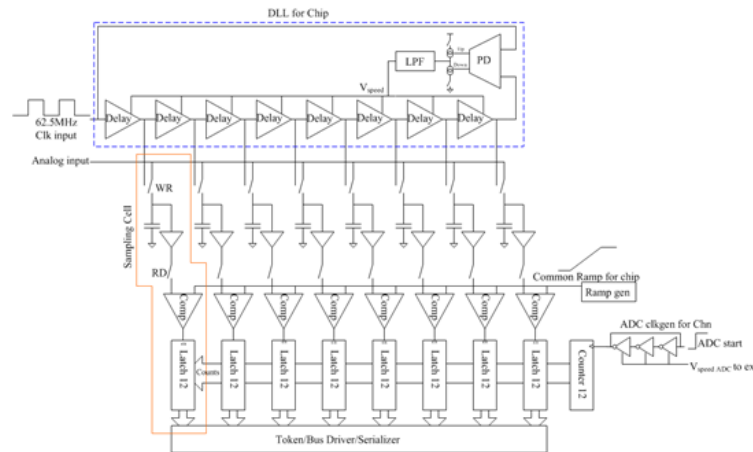 DLL for Chip
LPF
Up
Down
PD
V speed
62.5MHz
Clk input
Delay
Delay
Delay
Delay
Delay
Delay
Delay
Delay
Analog input
WR
Sampling Cell
RD
Common Ramp for chip
Ramp gen
Comp
Comp
Comp
Comp
Comp
Comp
Comp
Comp
ADC clkgen for Chn
ADC start
V speed ADC to ex
Latch 12
Counts
Latch 12
Latch 12
Latch 12
Latch 12
Latch 12
Latch 12
Latch 12
Counter 12
Token/Bus Driver/Serializer